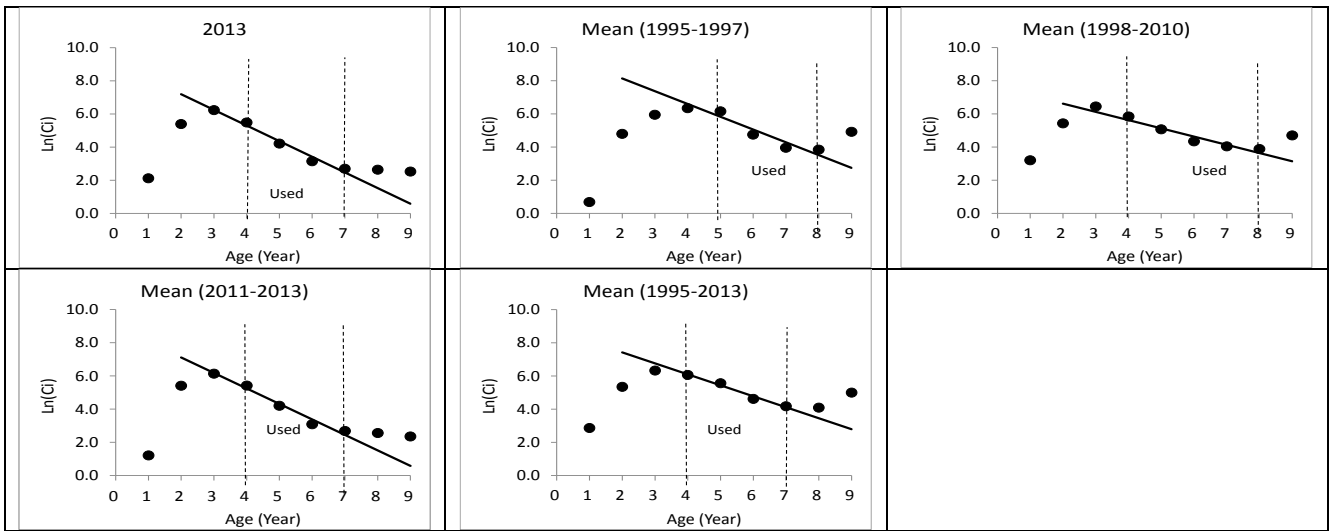 2013
10.0
8.0
6.0
4.0
2.0
0.0
Ln(Ci)
Used
0 1 2 3 4 5 6 7 8 9
Age (Year)
Mean (1995-1997)
10.0
8.0
6.0
4.0
2.0
0.0
Ln(Ci)
Used
0 1 2 3 4 5 6 7 8 9
Age (Year)
Mean (1998-2010)
10.0
8.0
6.0
4.0
2.0
0.0
Ln(Ci)
Used
0 1 2 3 4 5 6 7 8 9
Age (Year)
Mean (2011-2013)
10.0
8.0
6.0
4.0
2.0
0.0
Ln(Ci)
Used
0 1 2 3 4 5 6 7 8 9
Age (Year)
Mean (1995-2013)
10.0
8.0
6.0
4.0
2.0
0.0
Ln(Ci)
Used
0 1 2 3 4 5 6 7 8 9
Age (Year)